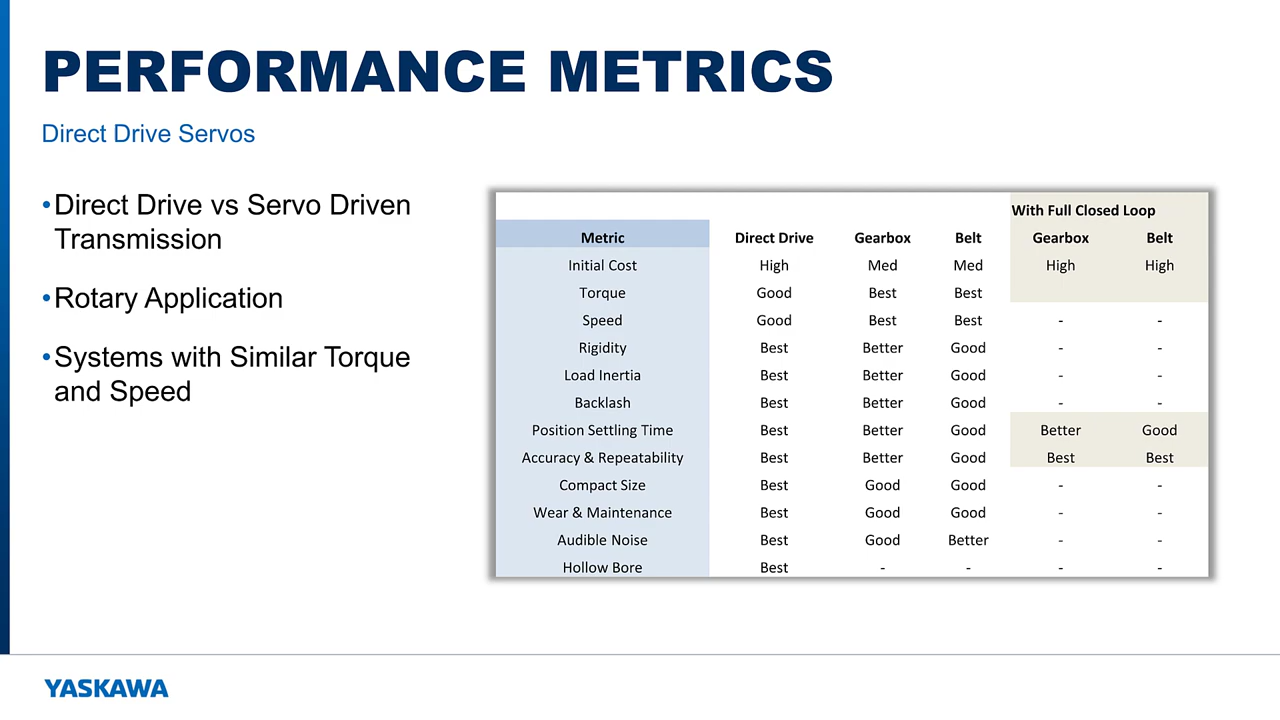 PERFORMANCE METRICS
Direct Drive Servos
•Direct Drive vs Servo Driven
Transmission
•Rotary Application
•Systems with Similar Torque
and Speed
With Full Closed Loop
Metric Direct Drive Gearbox Belt Gearbox Belt
Initial Cost High Med Med High High
Torque Good Best Best
Speed Good Best Best - -
Rigidity Best Better Good - -
Load Inertia Best Better Good - -
Backlash Best Better Good - -
Position Settling Time Best Better Good Better Good
Accuracy & Repeatability Best Better Good Best Best
Compact Size Best Good Good - -
Wear & Maintenance Best Good Good - -
Audible Noise Best Good Better - -
Hollow Bore Best - - - -
YASKAWA